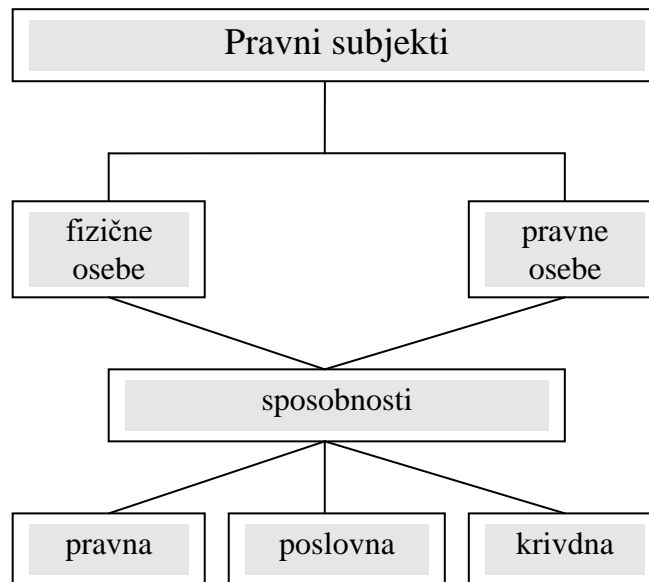 Pravni subjekti
fizične
osebe
pravne
osebe
sposobnosti
pravna
poslovna
krivdna